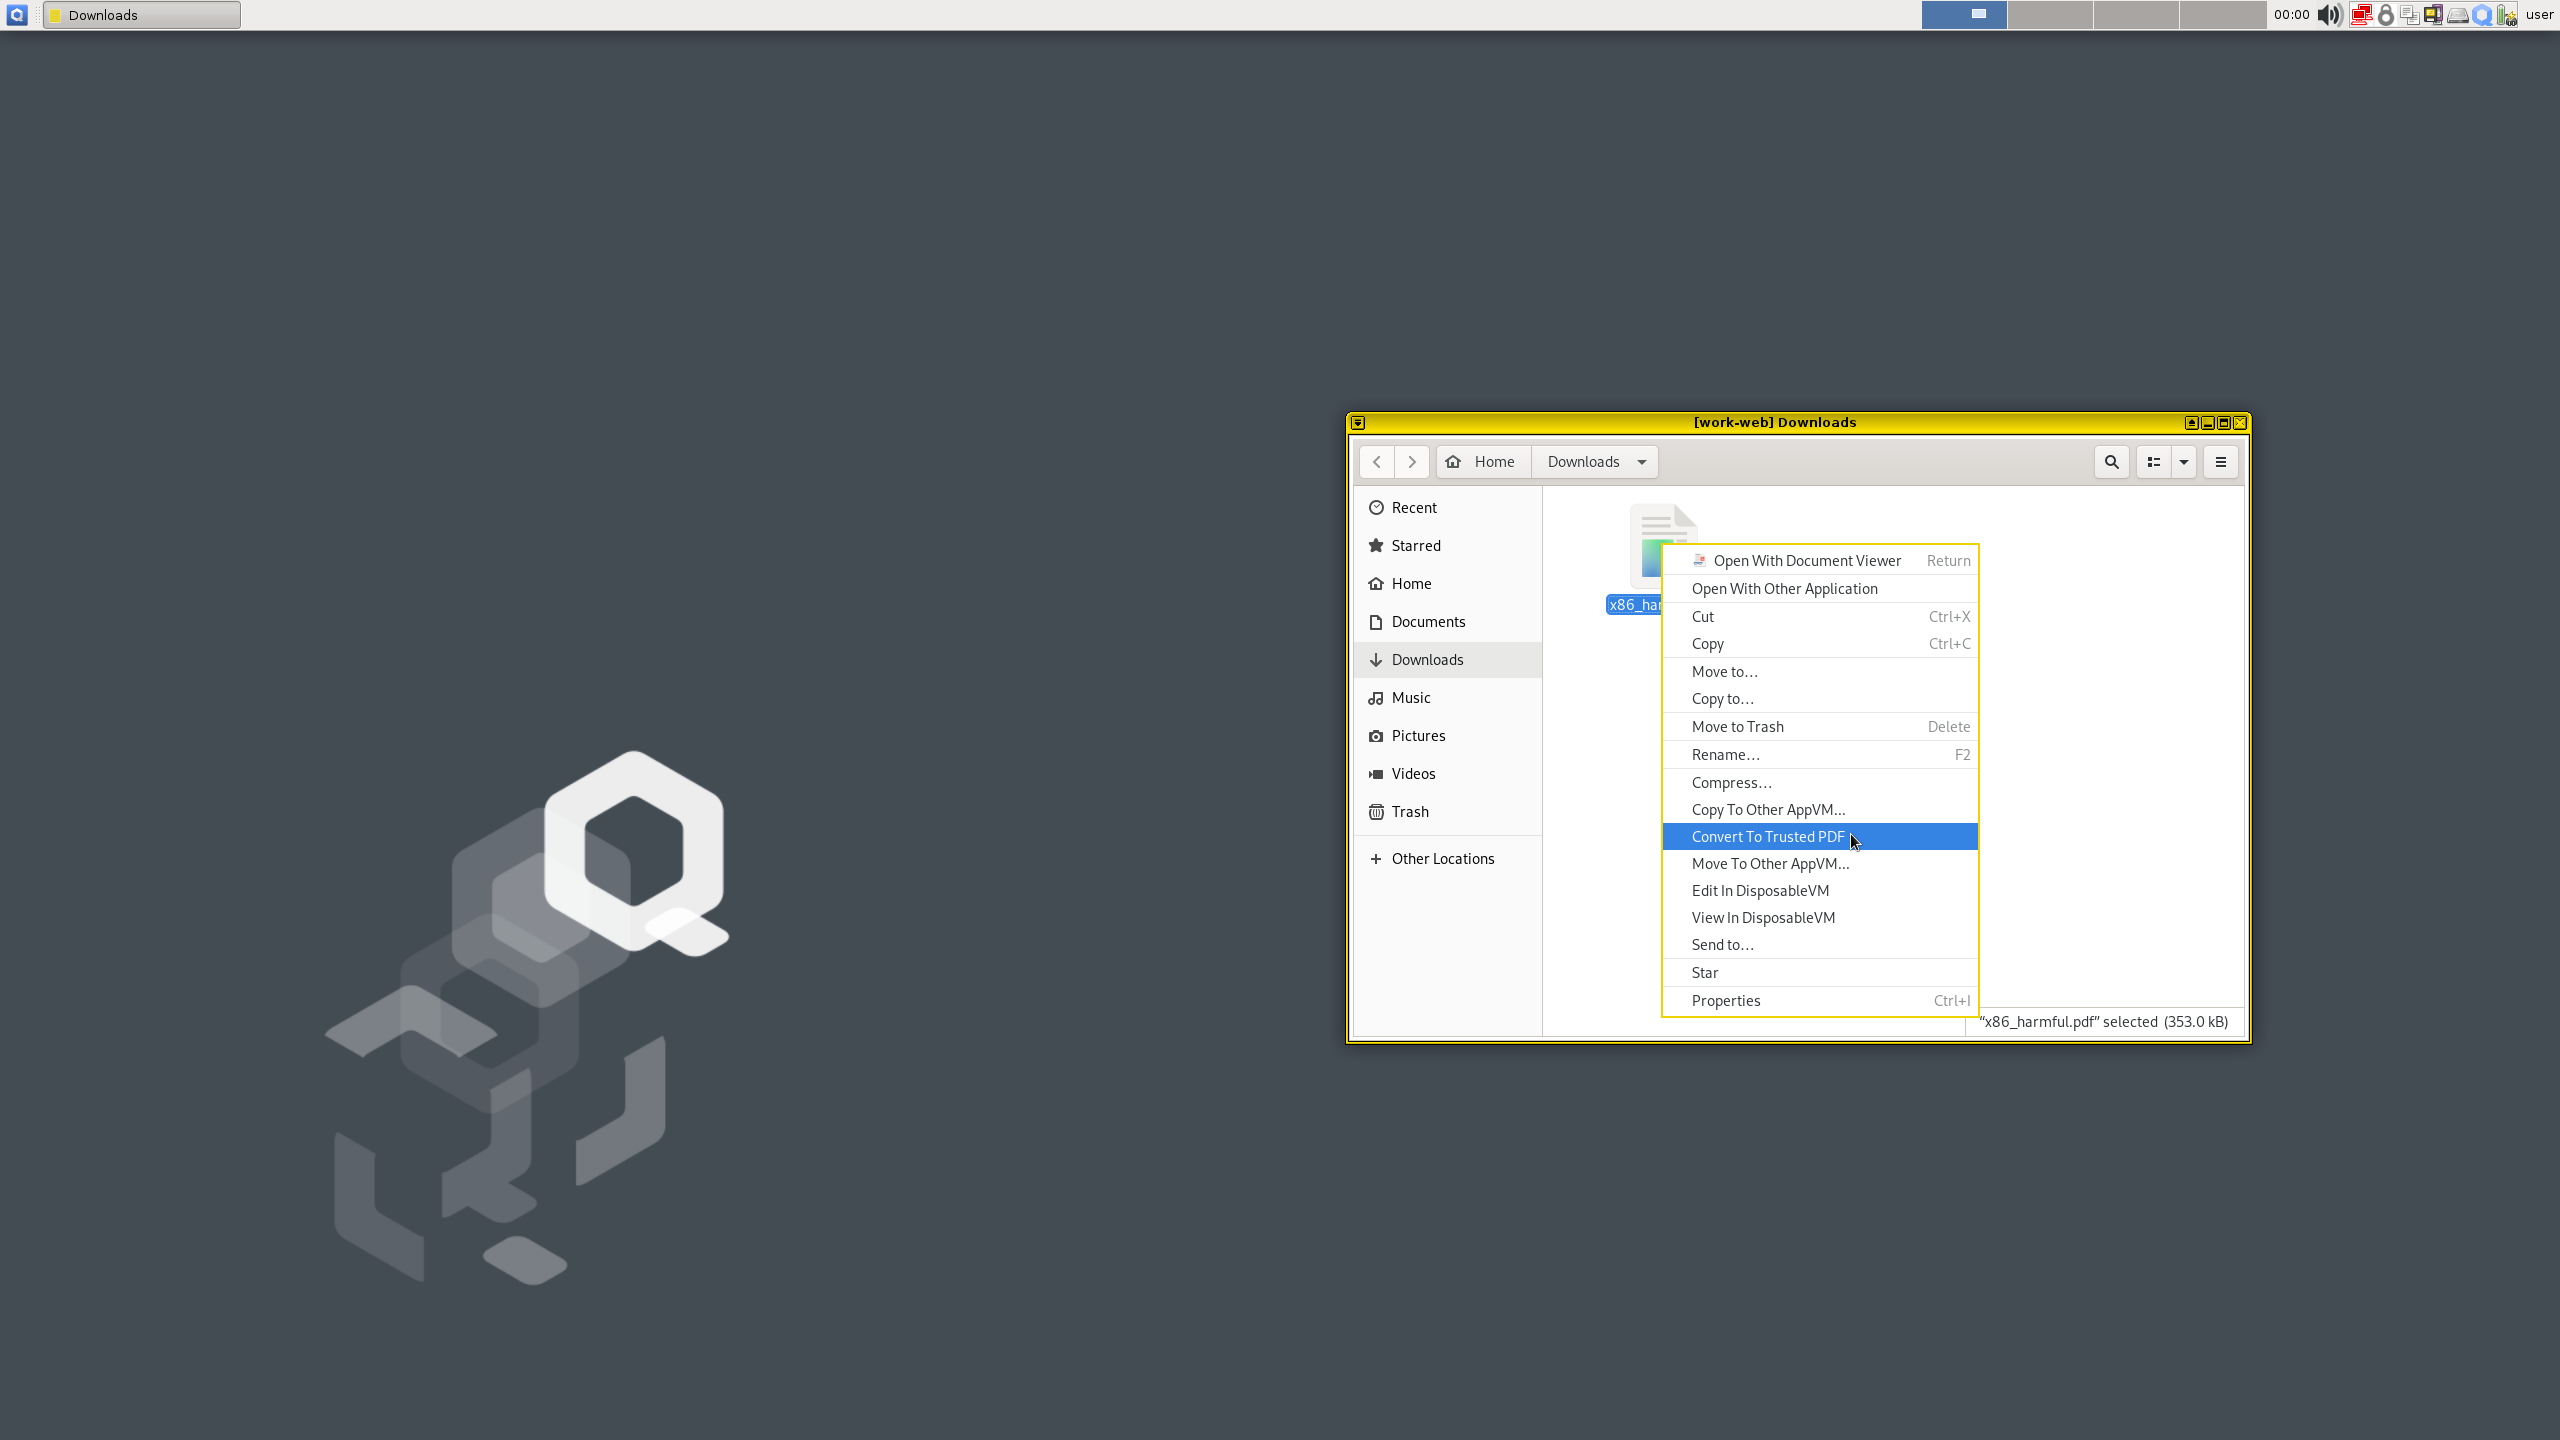 Downloads
00:00
user
[work-web] Downloads
Home
Downloads
Recent
Starred
Home
Documents
Downloads
Music
Pictures
Videos
Trash
Other Locations
x86_har
Open With Document Viewer Return
Open With Other Application
Cut Ctrl+X
Copy Ctrl+C
Move to…
Copy to…
Move to Trash Delete
Rename… F2
Compress…
Copy To Other AppVM...
Convert To Trusted PDF
Move To Other AppVM...
Edit In DisposableVM
View In DisposableVM
Send to…
Star
Properties Ctrl+I
“x86_harmful.pdf” selected (353.0 kB)